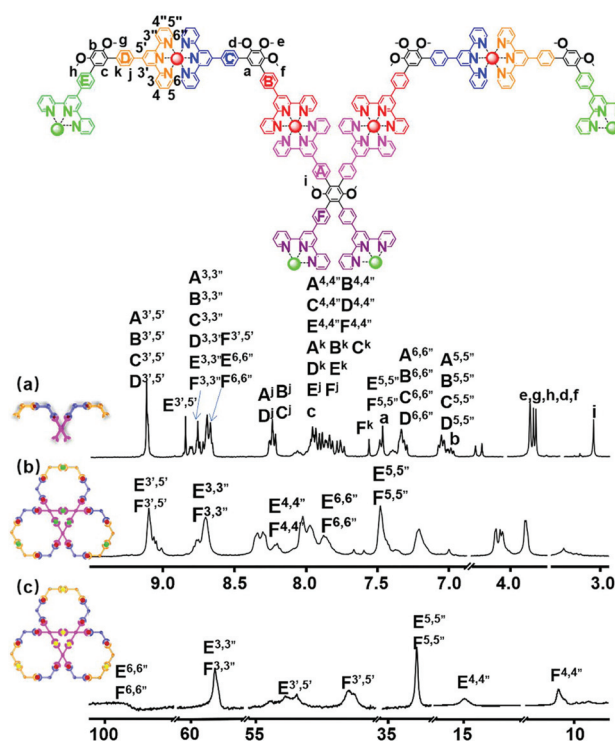 4" 5"
3" 6"
b O- g
O 5' d O- e
O D N N N C O O- -O O
h c k j 3' N 3 N 6 N a f
E 4 5 B
N N N
A
i O O
F
N N N N N N
A4,4" B4,4"
C4,4" D4,4"
E4,4" F4,4"
Ak Bk Ck
Dk Ek
Ej Fj
c
A3,3"
B3,3"
C3,3"
D3,3" F3',5'
E3,3" E6,6"
F3,3" F6,6"
A3',5'
B3',5'
C3',5'
D3',5'
E3',5'
Aj Bj
Dj Cj
E5,5"
F5,5"
Fk a
A6,6"
B6,6"
C6,6"
D6,6"
A5,5"
B5,5"
C5,5"
D5,5"
b
e,g,h,d,f
i
(a)
(b)
E3',5'
F3',5'
E3,3"
F3,3"
E4,4"
F4,4"
E6,6"
F6,6"
E5,5"
F5,5"
9.0 8.5 8.0 7.5 7.0 4.0 3.0
(c)
E6,6"
F6,6"
E3,3"
F3,3"
E3',5'
F3',5'
E5,5"
F5,5"
E4,4"
F4,4"
100 60 55 35 15 10